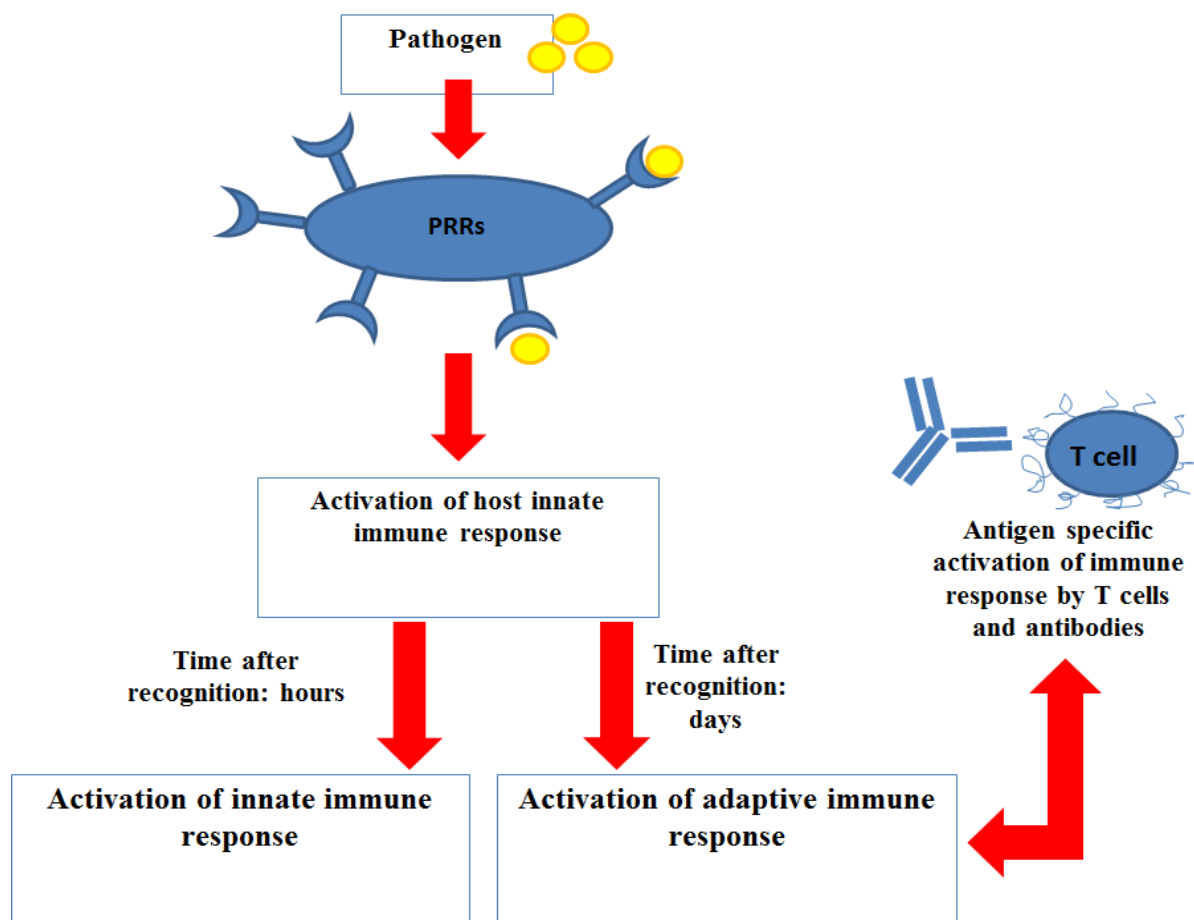 Pathogen
PRRs
Activation of host innate
immune response
Time after
recognition: hours
Time after
recognition:
days
Activation of innate immune
response
Activation of adaptive immune
response
T cell
Antigen specific
activation of immune
response by T cells
and antibodies